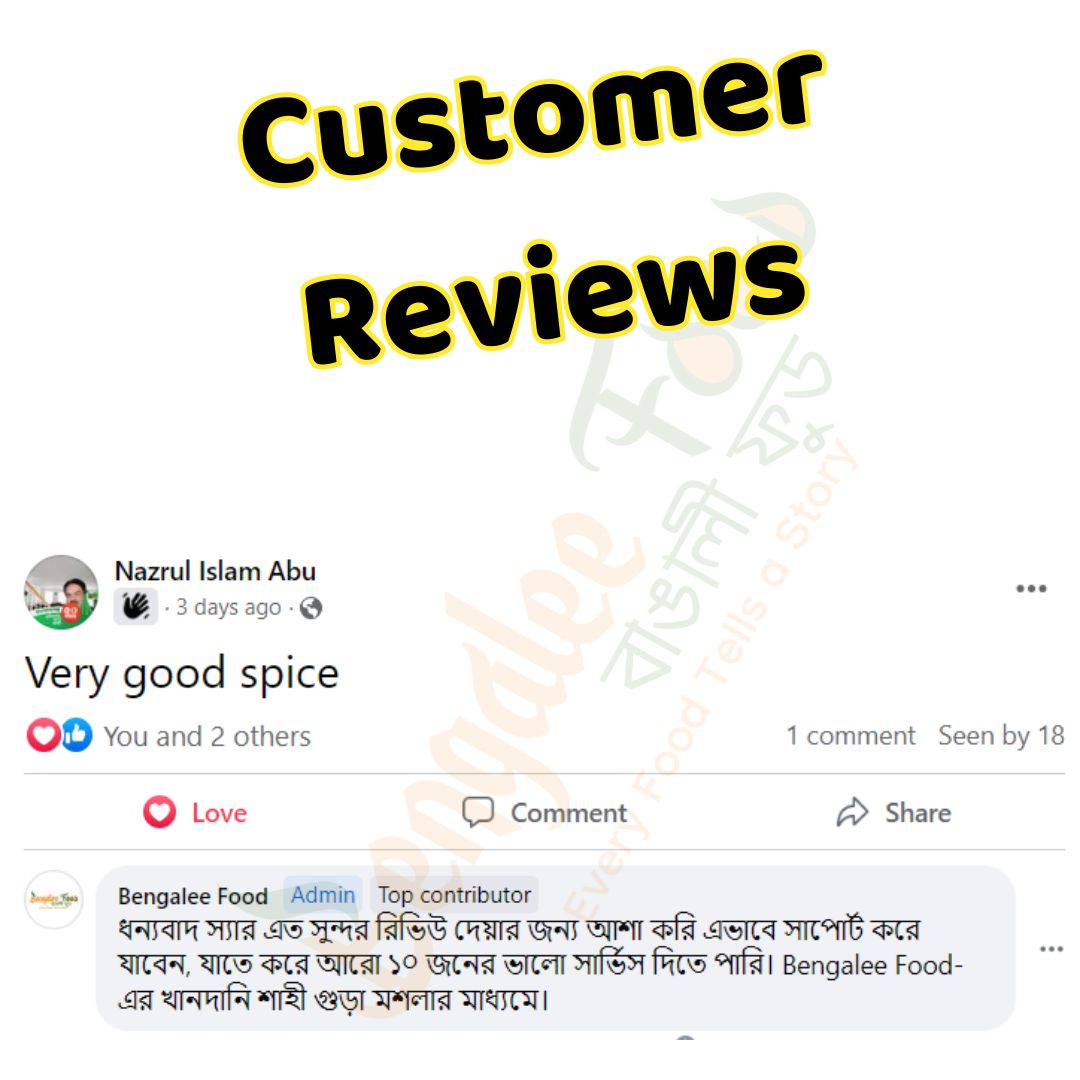 Customer
Reviews
Bengalee Food
বাঙালী ফুড
Every Food Tells a Story
Nazrul Islam Abu
· 3 days ago ·
Very good spice
You and 2 others
1 comment Seen by 18
Love Comment Share
Bengalee Food Admin Top contributor
ধন্যবাদ স্যার এত সুন্দর রিভিউ দেয়ার জন্য আশা করি এভাবে সাপোর্ট করে
যাবেন, যাতে করে আরো ১০ জনের ভালো সার্ভিস দিতে পারি। Bengalee Food-
এর খানদানি শাহী গুড়া মশলার মাধ্যমে।